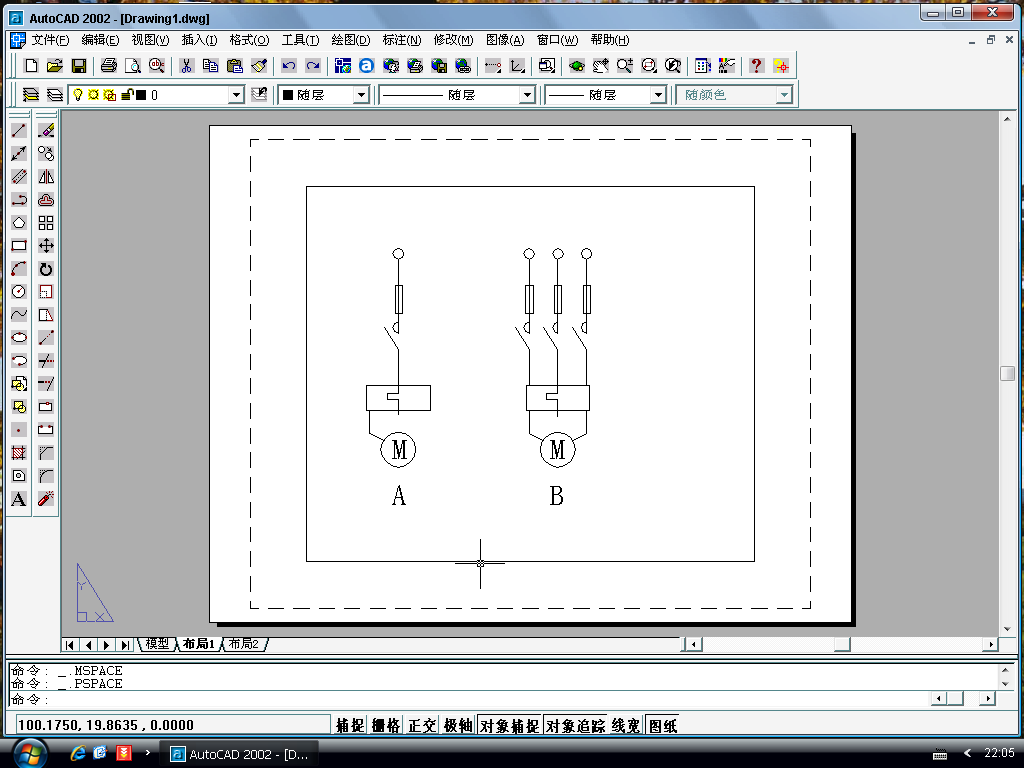 AutoCAD 2002 - [Drawing1.dwg]
文件(F) 编辑(E) 视图(V) 插入(I) 格式(O) 工具(T) 绘图(D) 标注(N) 修改(M) 图像(A) 窗口(W) 帮助(H)
0 随层 随层 随层 随颜色
M M
A B
Y
X
模型 布局1 布局2
命令: _.MSPACE
命令: _.PSPACE
命令:
100.1750, 19.8635 , 0.0000 捕捉 栅格 正交 极轴 对象捕捉 对象追踪 线宽 图纸
AutoCAD 2002 - [D... 22:05